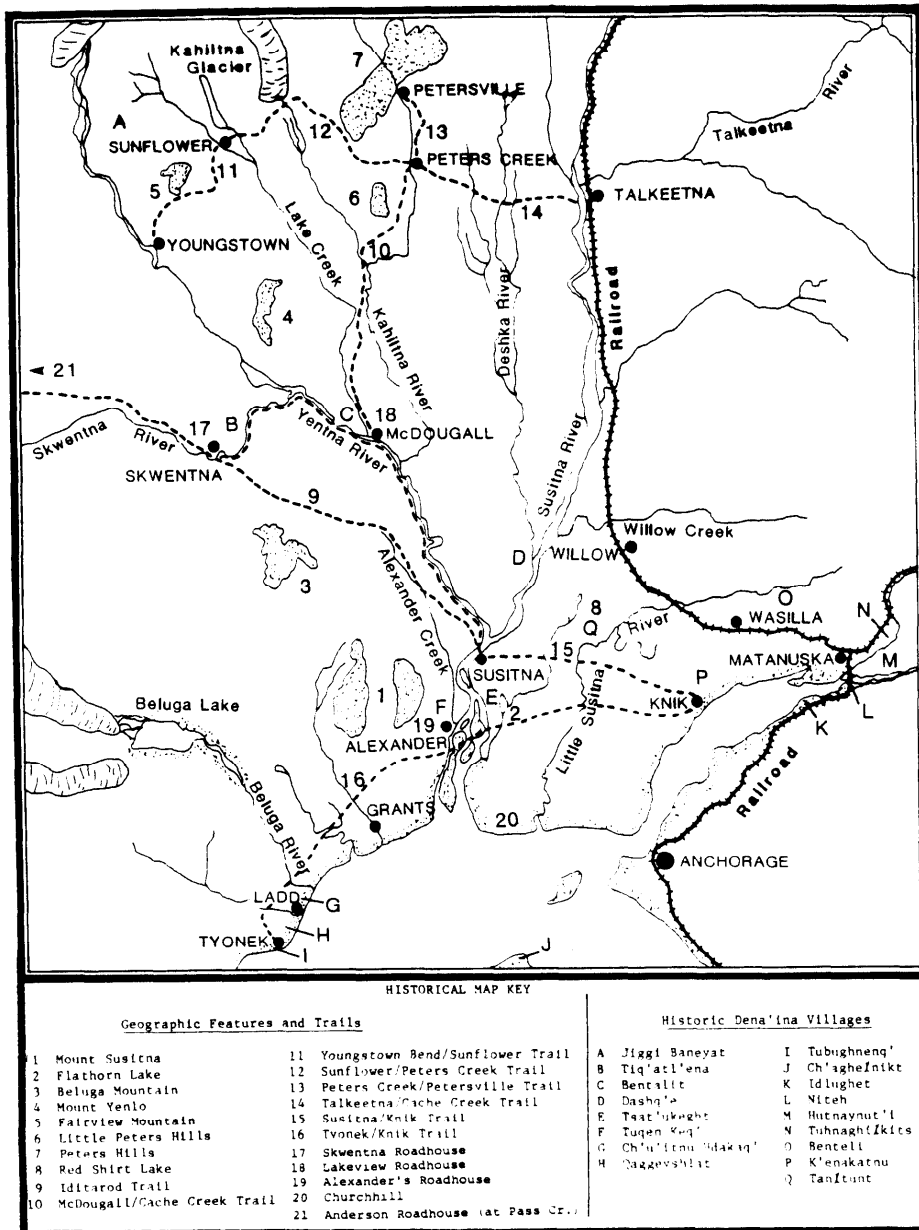 Kahiltna
Glacier
7
PETERSVILLE
Talkeetna
River
A
SUNFLOWER
12
13
11
PETERS CREEK
5
6
14
TALKEETNA
YOUNGSTOWN
10
Lake Creek
Kahiltna River
Deshka River
Railroad
4
21
17
B
C
18
McDOUGALL
Yentna River
Skwentna
River
SKWENTNA
9
Susitna River
Willow Creek
D
WILLOW
3
Alexander Creek
8
O
N
Q
River
WASILLA
15
MATANUSKA
M
SUSITNA
P
1
E
2
KNIK
L
K
Beluga Lake
F
19
ALEXANDER
Little Susitna
Railroad
16
Beluga River
GRANTS
20
ANCHORAGE
LADD
G
H
TYONEK
I
J
HISTORICAL MAP KEY
Geographic Features and Trails
1 Mount Susitna
2 Flathorn Lake
3 Beluga Mountain
4 Mount Yenlo
5 Fairview Mountain
6 Little Peters Hills
7 Peters Hills
8 Red Shirt Lake
9 Iditarod Trail
10 McDougall/Cache Creek Trail
11 Youngstown Bend/Sunflower Trail
12 Sunflower/Peters Creek Trail
13 Peters Creek/Petersville Trail
14 Talkeetna/Cache Creek Trail
15 Susitna/Knik Trail
16 Tyonek/Knik Trail
17 Skwentna Roadhouse
18 Lakeview Roadhouse
19 Alexander's Roadhouse
20 Churchhill
21 Anderson Roadhouse (at Pass Cr.)
Historic Dena'ina Villages
A Jiggi Baneyat
B Tiq'atl'ena
C Bentalit
D Dashq'e
E Tsat'ukeght
F Tuqen Keq'
G Ch'u'itnu
H Qaggeyshlat
I Tubughnenq'
J Ch'aghełnikt
K Idlughet
L Niteh
M Hutnaynut'i
N Tuhnaghiłkits
O Benteli
P K'enakatnu
Q Tanłtunt